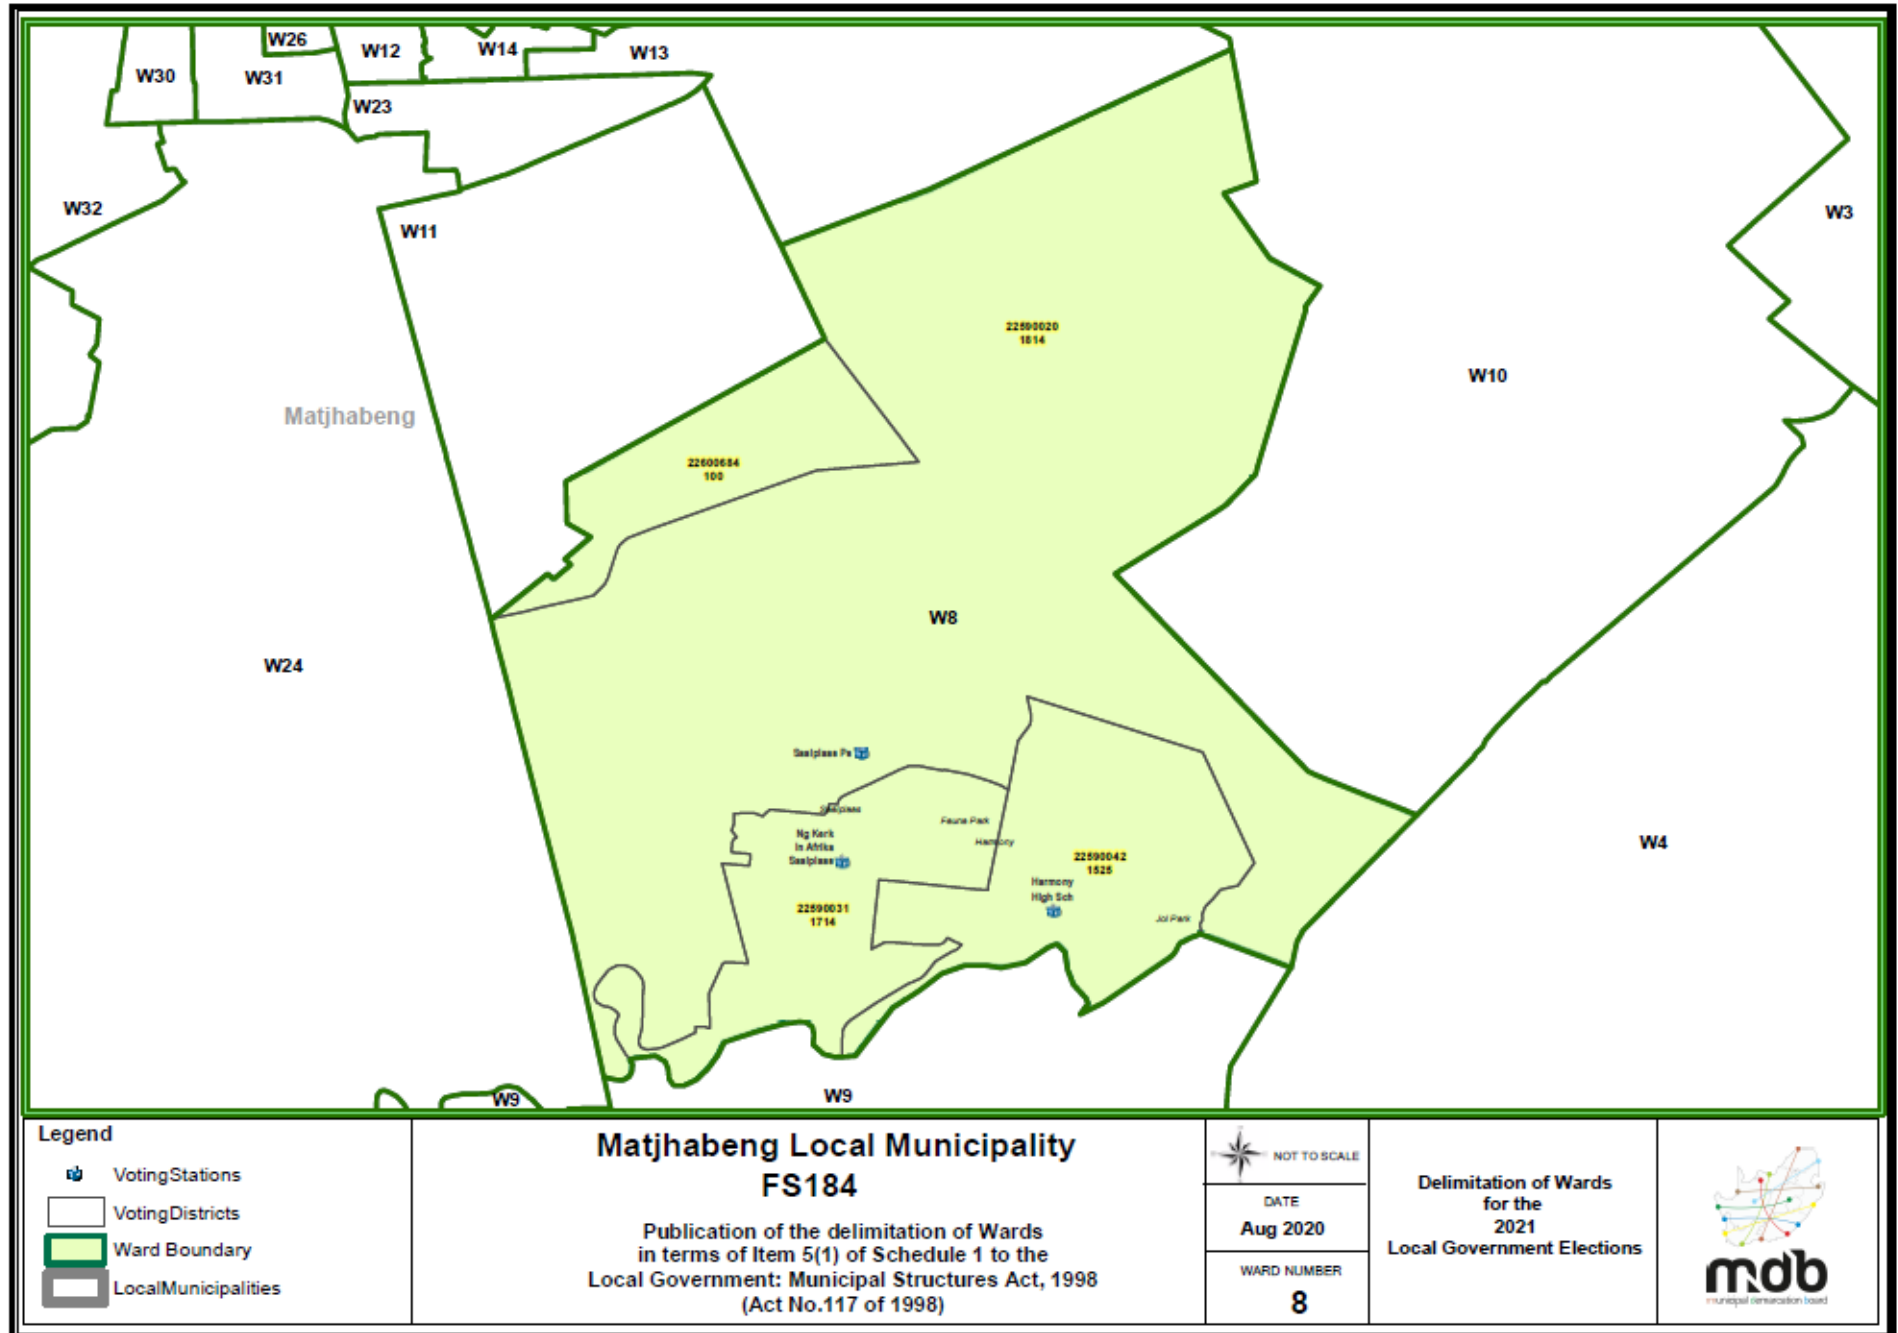 W26
W12
W14
W13
W30
W31
W23
W32
W11
W3
22590020
1814
W10
Matjhabeng
22600684
100
W8
W24
Saaiplaas Ps
Saaiplaas
Fauna Park
Ng Kerk
In Afrika
Saaiplaas
Harmony
W4
22590042
1525
Harmony
High Sch
22590031
1714
Jol Park
W9
W9
Legend
VotingStations
VotingDistricts
Ward Boundary
LocalMunicipalities
Matjhabeng Local Municipality
FS184
Publication of the delimitation of Wards
in terms of Item 5(1) of Schedule 1 to the
Local Government: Municipal Structures Act, 1998
(Act No.117 of 1998)
NOT TO SCALE
DATE
Aug 2020
WARD NUMBER
8
Delimitation of Wards
for the
2021
Local Government Elections
mdb
municipal demarcation board